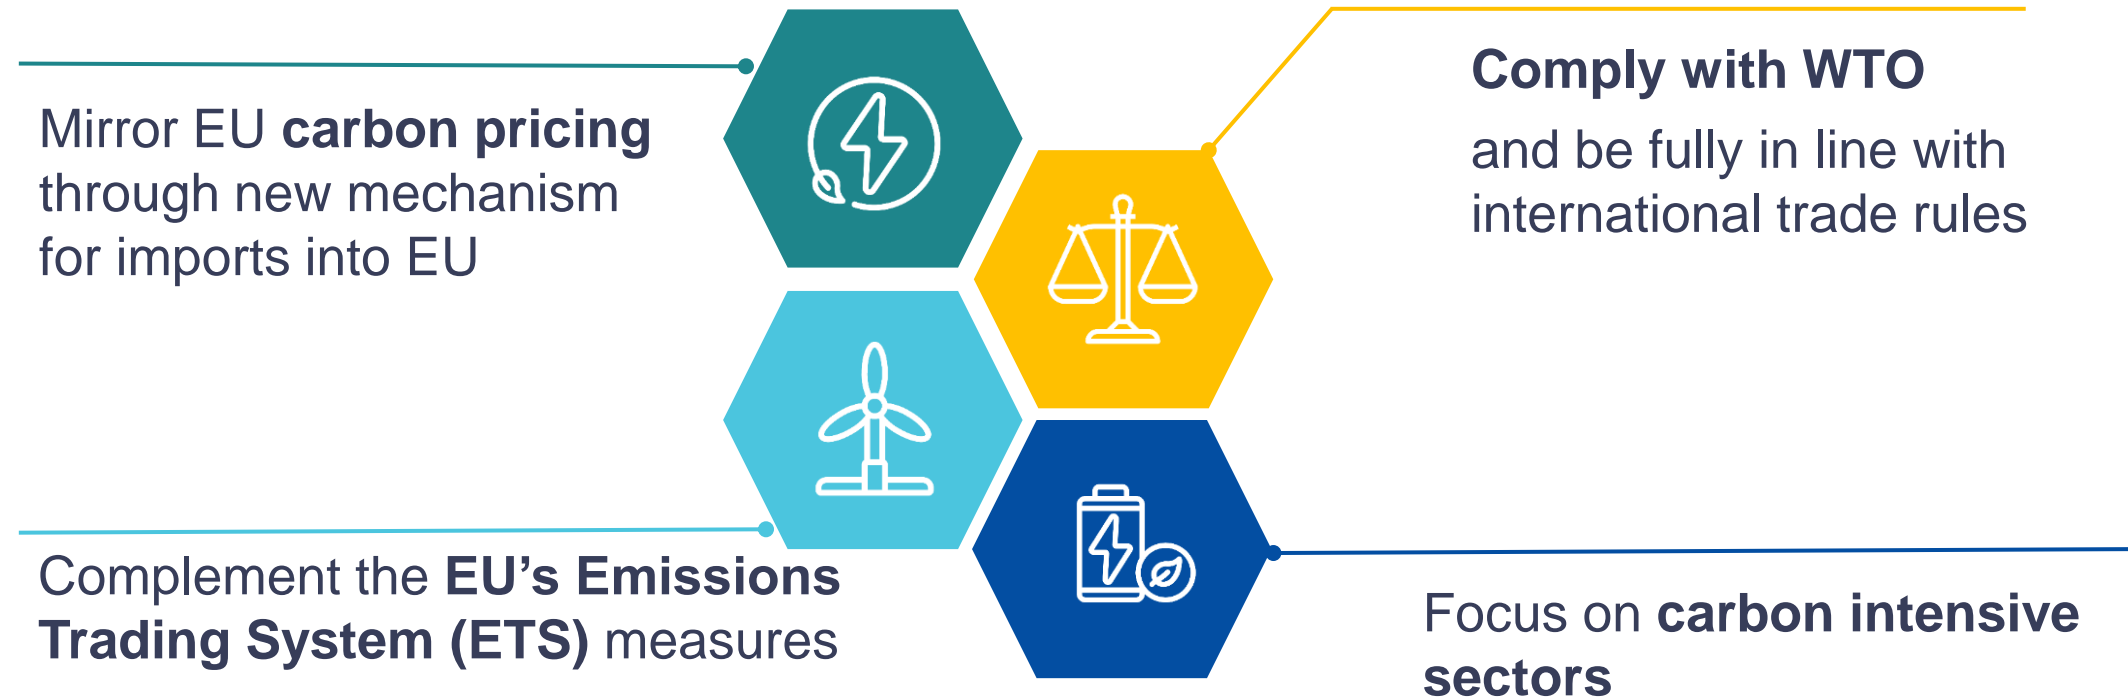 Mirror EU carbon pricing
through new mechanism
for imports into EU
Comply with WTO
and be fully in line with
international trade rules
Complement the EU’s Emissions
Trading System (ETS) measures
Focus on carbon intensive
sectors